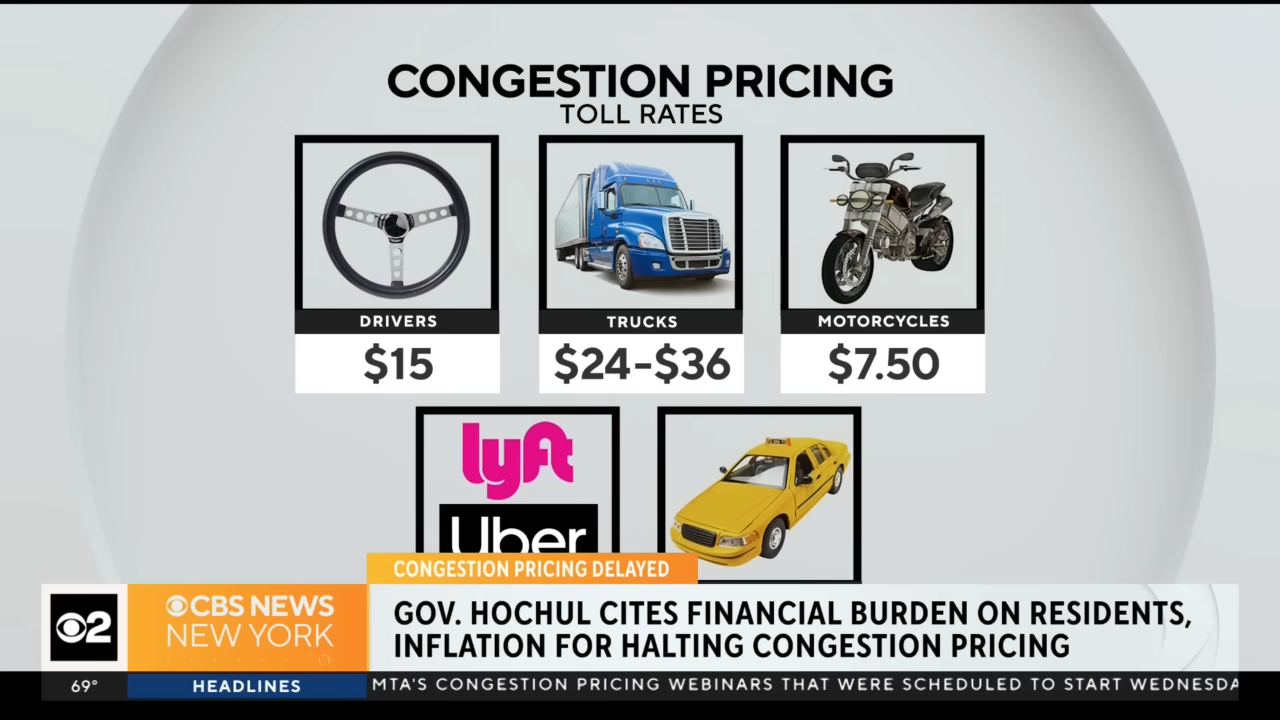 CONGESTION PRICING
TOLL RATES
DRIVERS
$15
TRUCKS
$24-$36
MOTORCYCLES
$7.50
lyft
Uber
CONGESTION PRICING DELAYED
2
CBS NEWS
NEW YORK
GOV. HOCHUL CITES FINANCIAL BURDEN ON RESIDENTS,
INFLATION FOR HALTING CONGESTION PRICING
69°
HEADLINES
MTA'S CONGESTION PRICING WEBINARS THAT WERE SCHEDULED TO START WEDNESDA